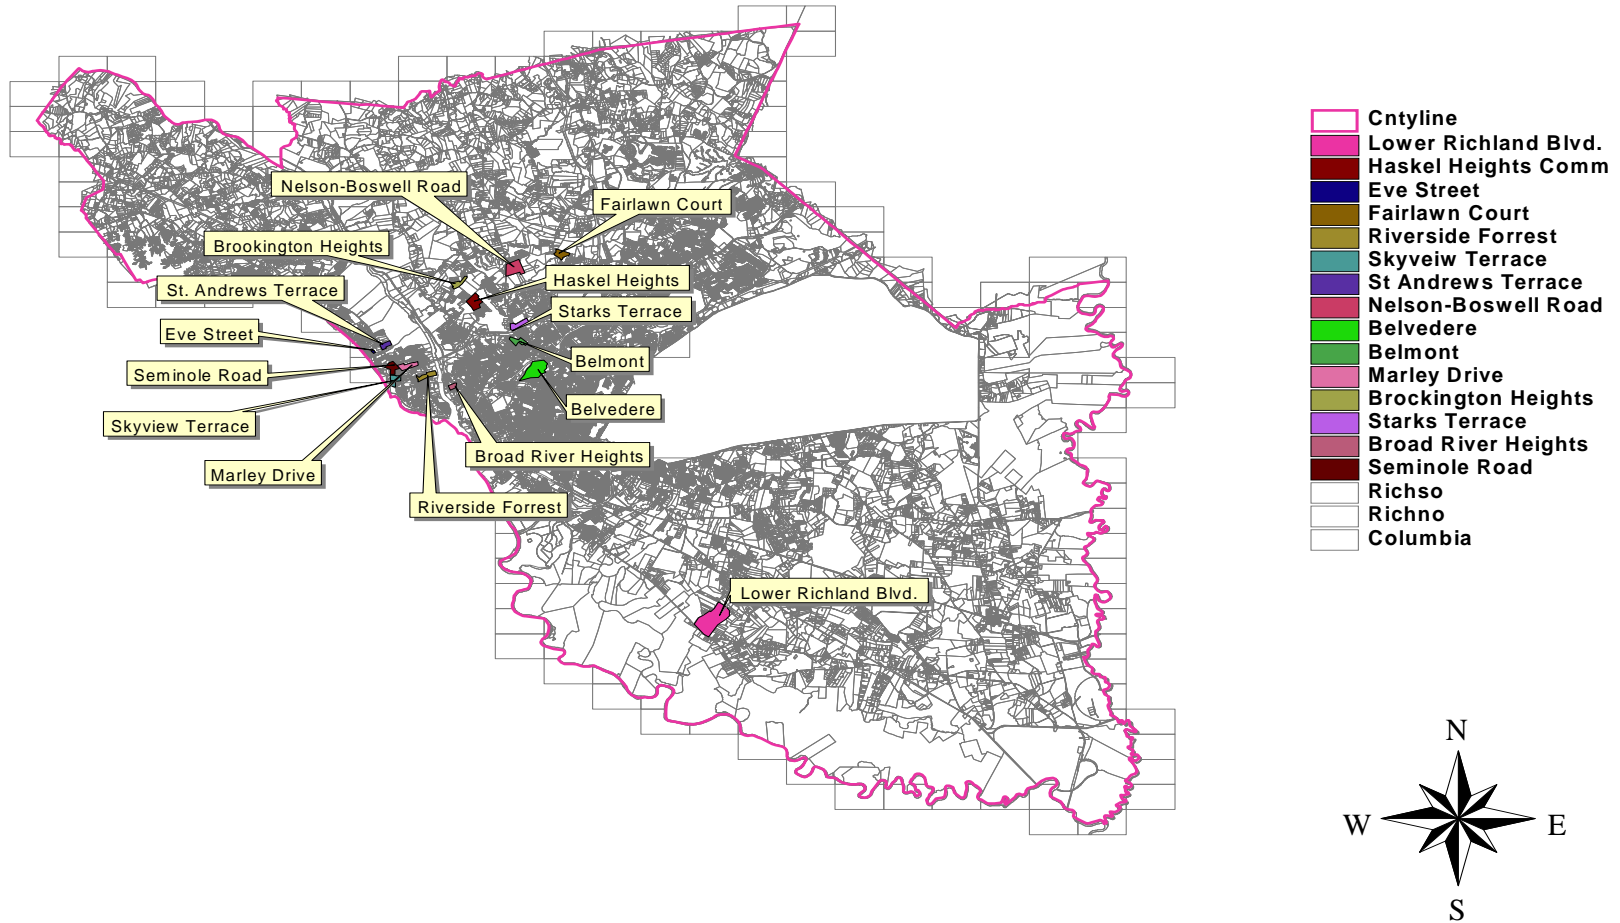 Nelson-Boswell Road
Fairlawn Court
Brookington Heights
Haskel Heights
St. Andrews Terrace
Starks Terrace
Eve Street
Belmont
Seminole Road
Belvedere
Skyview Terrace
Broad River Heights
Marley Drive
Riverside Forrest
Lower Richland Blvd.
Cntyline
Lower Richland Blvd.
Haskel Heights Comm
Eve Street
Fairlawn Court
Riverside Forrest
Skyveiw Terrace
St Andrews Terrace
Nelson-Boswell Road
Belvedere
Belmont
Marley Drive
Brockington Heights
Starks Terrace
Broad River Heights
Seminole Road
Richso
Richno
Columbia
N
W E
S